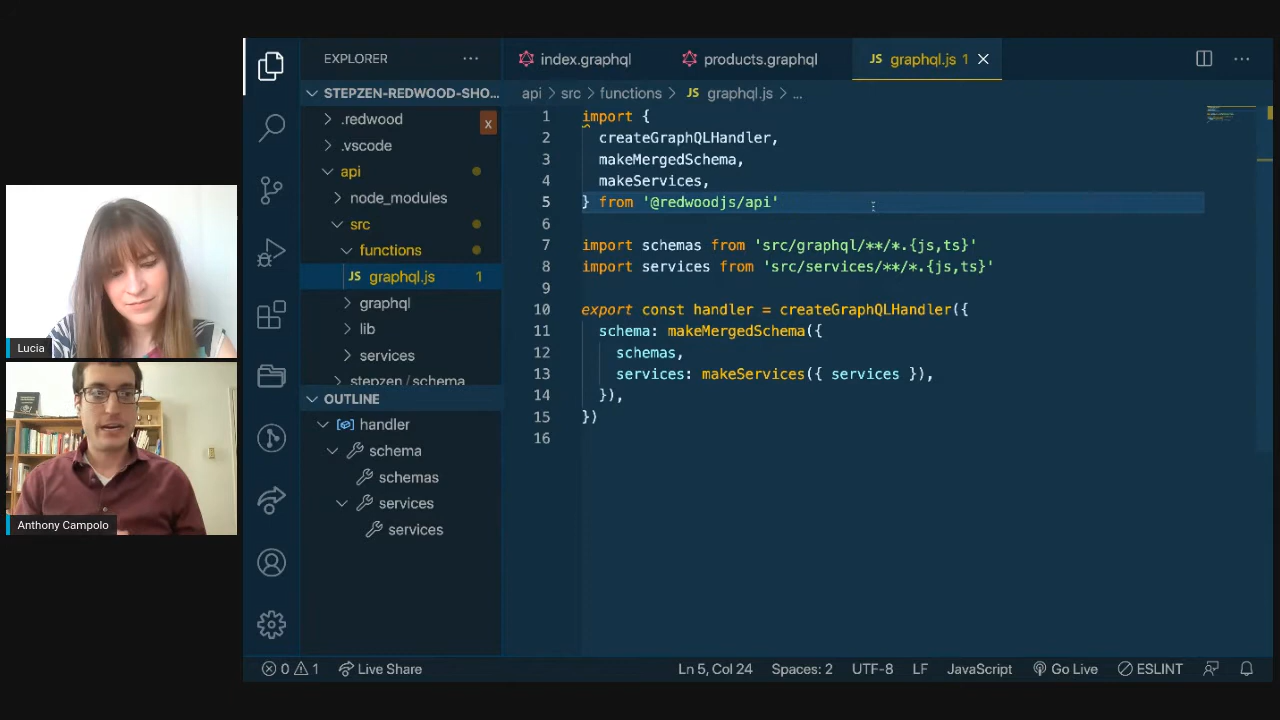 Lucia
Anthony Campolo
EXPLORER
STEPZEN-REDWOOD-SHO...
.redwood
x
.vscode
api
node_modules
src
functions
JS graphql.js 1
graphql
lib
services
stepzen / schema
OUTLINE
handler
schema
schemas
services
services
index.graphql
products.graphql
JS graphql.js 1
api > src > functions > JS graphql.js > ...
1 import {
2 createGraphQLHandler,
3 makeMergedSchema,
4 makeServices,
5 } from '@redwoodjs/api'
6
7 import schemas from 'src/graphql/**/*.{js,ts}'
8 import services from 'src/services/**/*.{js,ts}'
9
10 export const handler = createGraphQLHandler({
11 schema: makeMergedSchema({
12 schemas,
13 services: makeServices({ services }),
14 }),
15 })
16
0 1 Live Share Ln 5, Col 24 Spaces: 2 UTF-8 LF JavaScript Go Live ESLINT